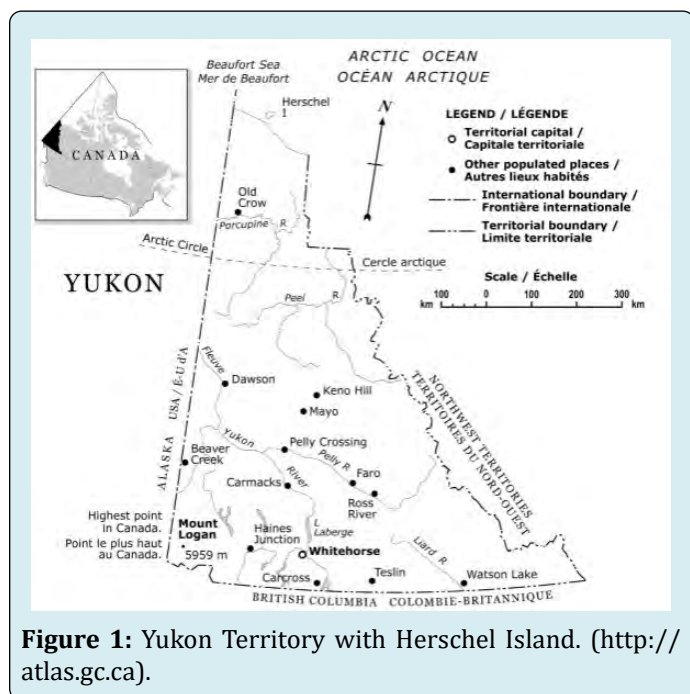 ARCTIC OCEAN
OCÉAN ARCTIQUE
Beaufort Sea
Mer de Beaufort
Herschel
I
N
CANADA
LEGEND / LÉGENDE
Territorial capital /
Capitale territoriale
Other populated places /
Autres lieux habités
International boundary /
Frontière internationale
Territorial boundary /
Limite territoriale
Scale / Échelle
100 0 100 200 300
km km
Old
Crow
Porcupine R.
Arctic Circle
Cercle arctique
YUKON
Peel R.
Fleuve
Dawson
Keno Hill
Mayo
ALASKA USA / É-U d'A
NORTHWEST TERRITORIES
TERRITOIRES DU NORD-OUEST
Yukon
River
Pelly Crossing
Pelly R
Beaver
Creek
Faro
Carmacks
Ross
River
Highest point
in Canada.
Point le plus haut
au Canada.
Mount
Logan
5959 m
Haines
Junction
L
Laberge
Whitehorse
Liard R
Carcross
Teslin
Watson Lake
BRITISH COLUMBIA COLOMBIE-BRITANNIQUE
Figure 1: Yukon Territory with Herschel Island. (http://
atlas.gc.ca).